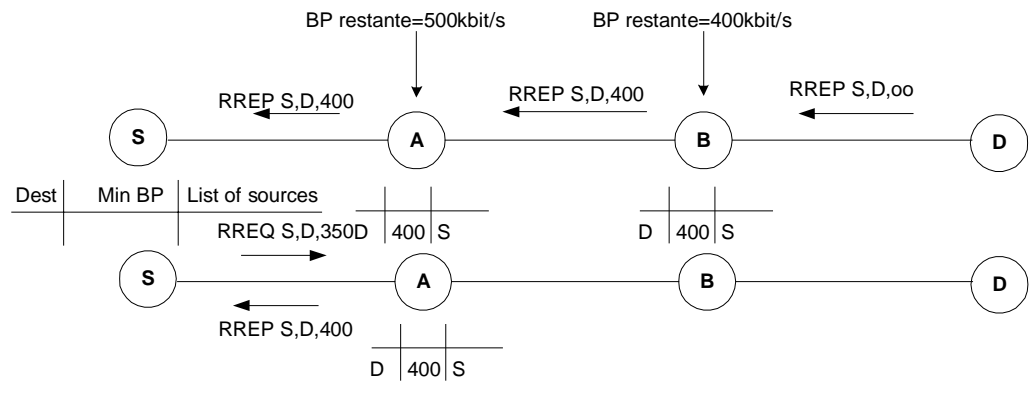 BP restante=500kbit/s
BP restante=400kbit/s
RREP S,D,400
RREP S,D,400
RREP S,D,oo
S
A
B
D
Dest
Min BP
List of sources
RREQ S,D,350
D
400
S
D
400
S
S
A
B
D
RREP S,D,400
D
400
S